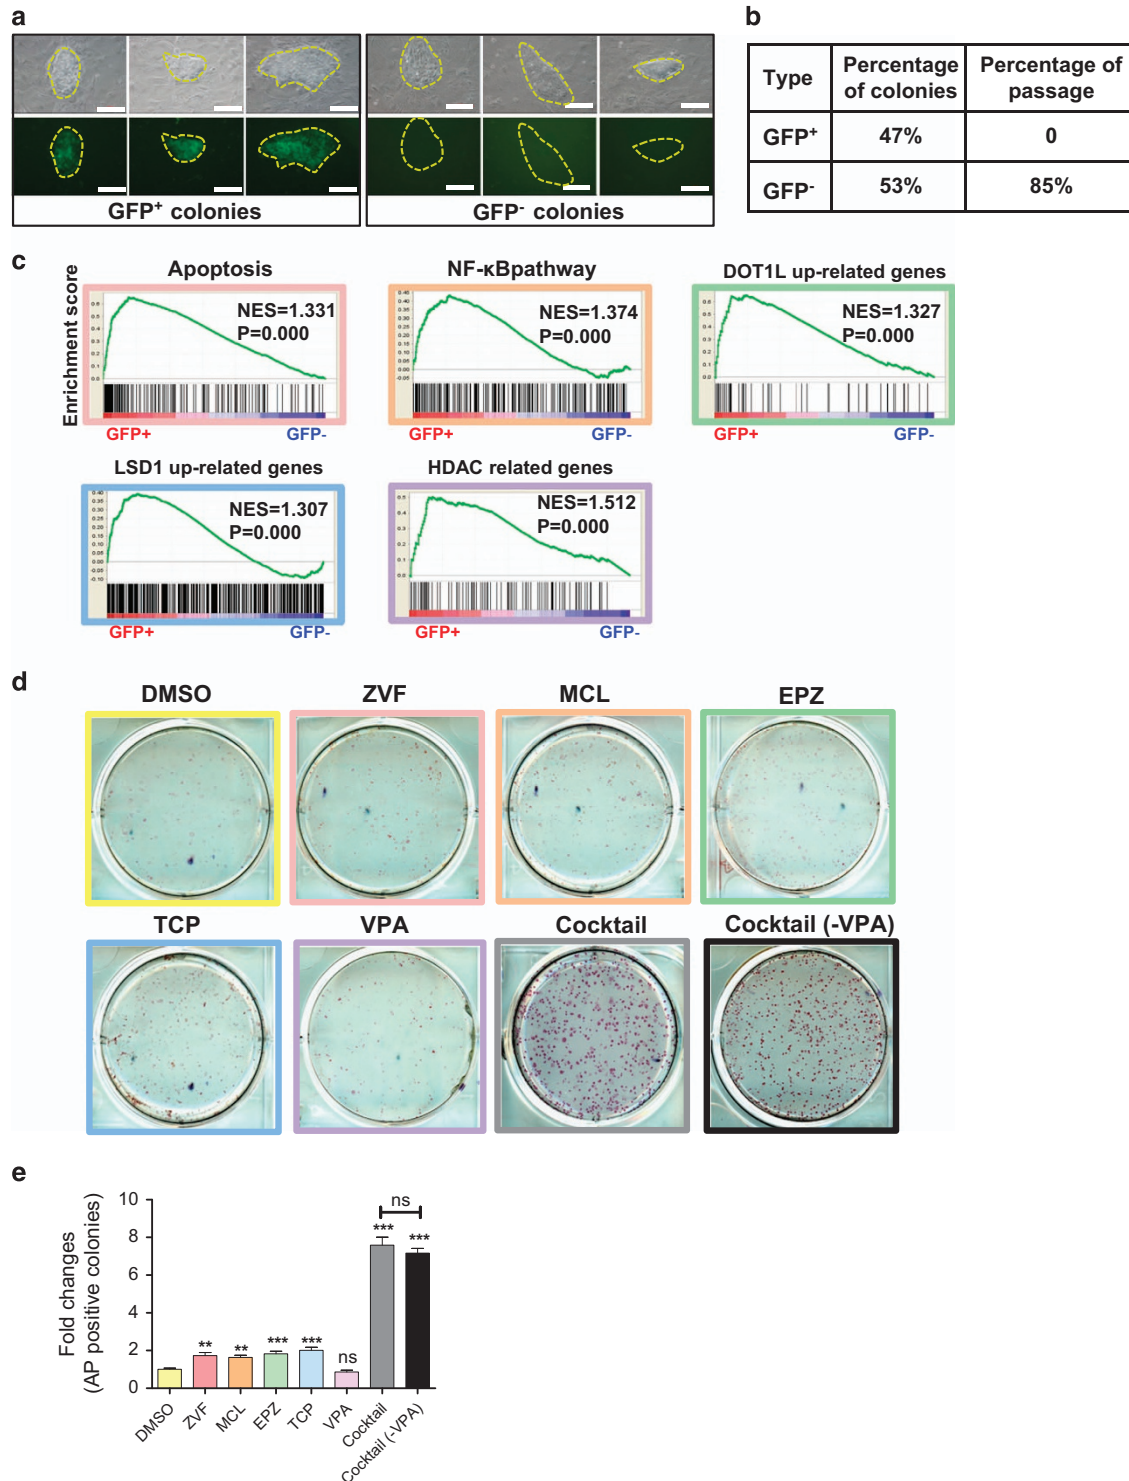 a
GFP+ colonies
GFP- colonies
b
Type
Percentage of colonies
Percentage of passage
GFP+
47%
0
GFP-
53%
85%
c
Enrichment score
Apoptosis
NES=1.331
P=0.000
GFP+
GFP-
NF-κBpathway
NES=1.374
P=0.000
GFP+
GFP-
DOT1L up-related genes
NES=1.327
P=0.000
GFP+
GFP-
LSD1 up-related genes
NES=1.307
P=0.000
GFP+
GFP-
HDAC related genes
NES=1.512
P=0.000
GFP+
GFP-
d
DMSO
ZVF
MCL
EPZ
TCP
VPA
Cocktail
Cocktail (-VPA)
e
Fold changes
(AP positive colonies)
10
8
6
4
2
0
**
**
***
***
ns
***
ns
***
DMSO
ZVF
MCL
EPZ
TCP
VPA
Cocktail
Cocktail (-VPA)